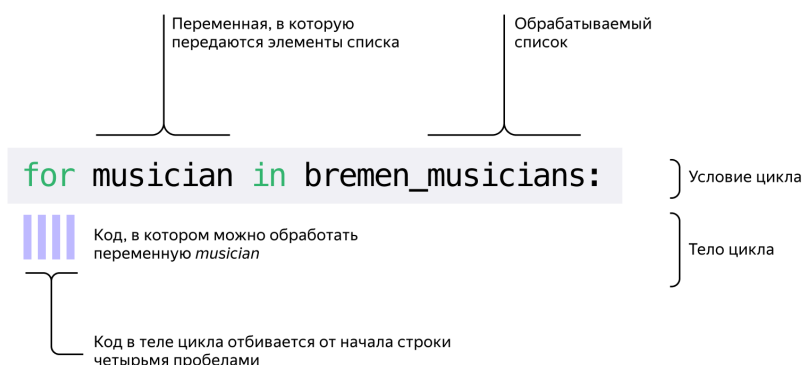 Переменная, в которую
передаются элементы списка
Обрабатываемый
список
for musician in bremen_musicians:
Условие цикла
Код, в котором можно обработать
переменную musician
Тело цикла
Код в теле цикла отбивается от начала строки
четырьмя пробелами